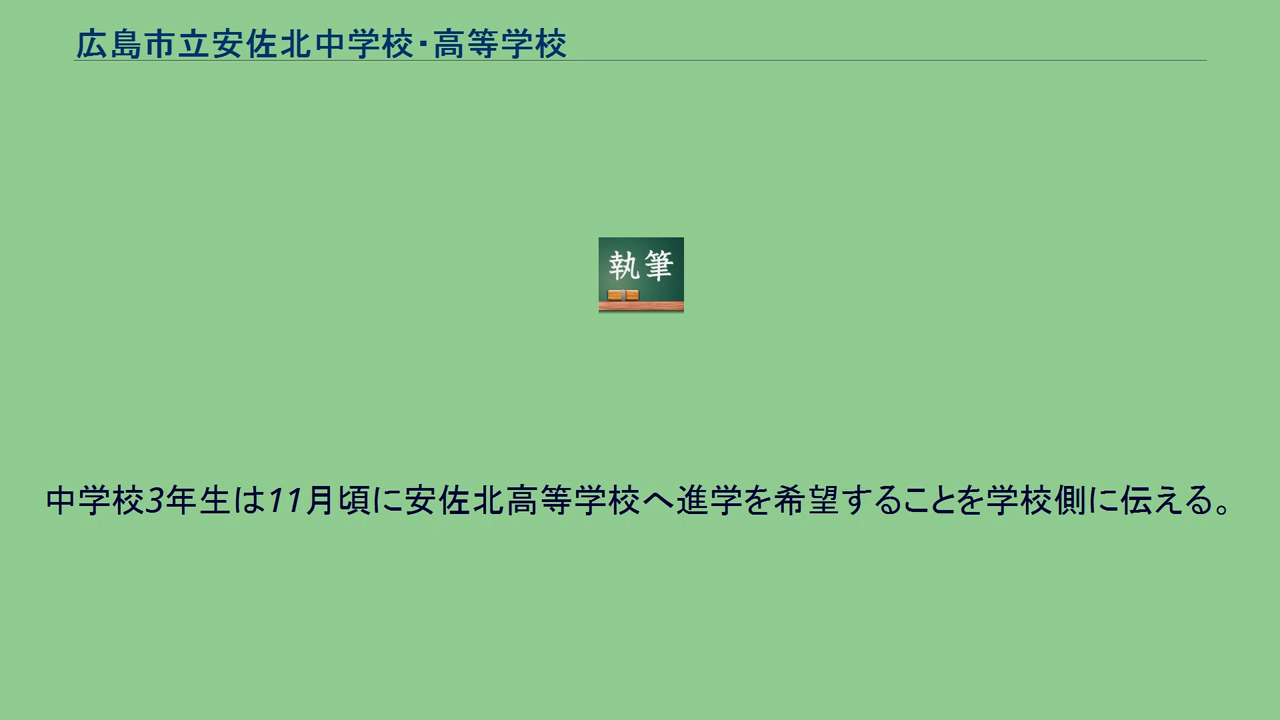 広島市立安佐北中学校・高等学校
執筆
中学校3年生は11月頃に安佐北高等学校へ進学を希望することを学校側に伝える。